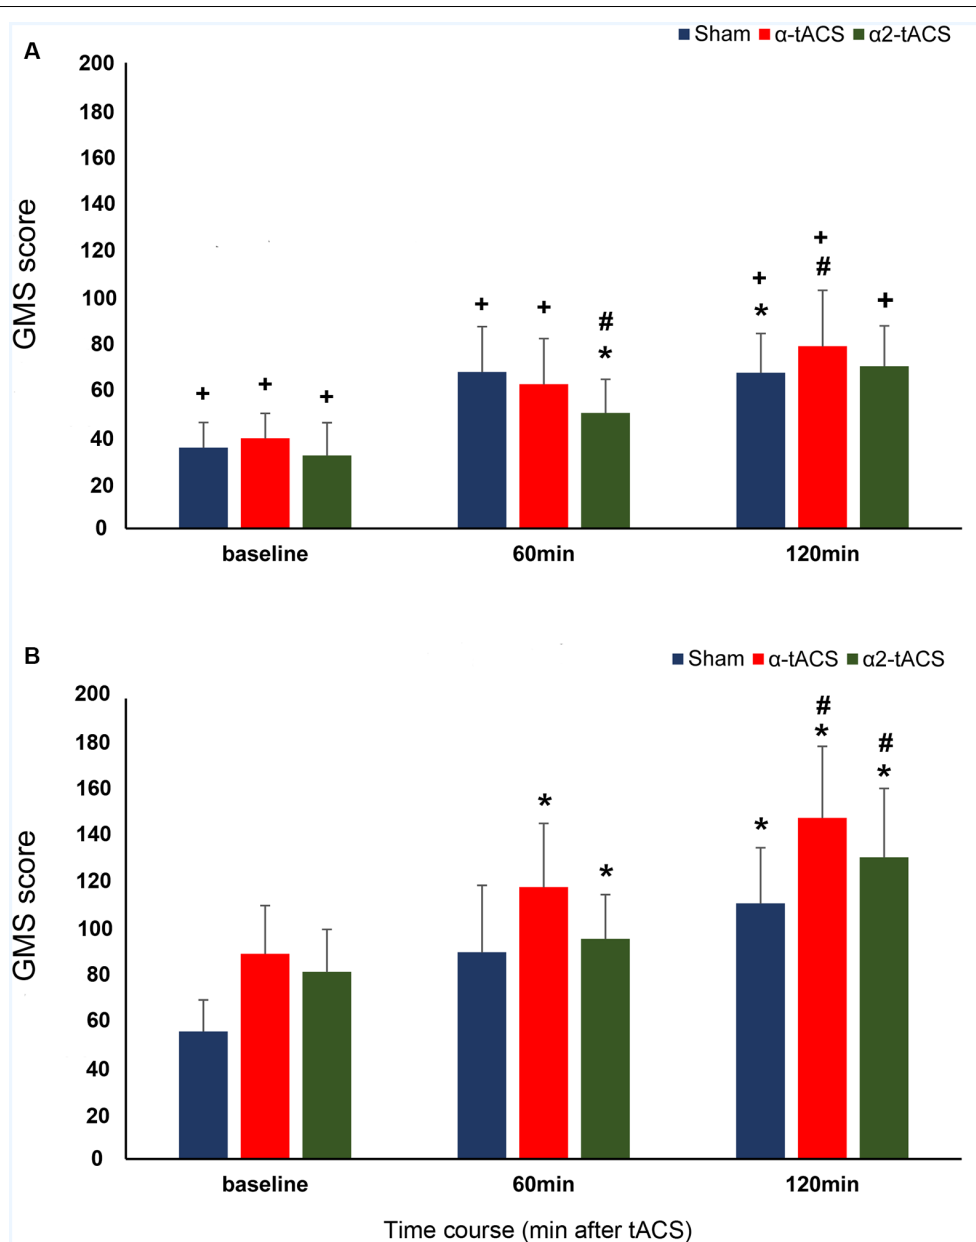 A
Sham α-tACS α2-tACS
200
180
160
140
120
100
80
60
40
20
0
GMS score
+ + +
+ + # *
+ * + # +
baseline 60min 120min
B
Sham α-tACS α2-tACS
200
180
160
140
120
100
80
60
40
20
0
GMS score
* *
* # * # *
baseline 60min 120min
Time course (min after tACS)